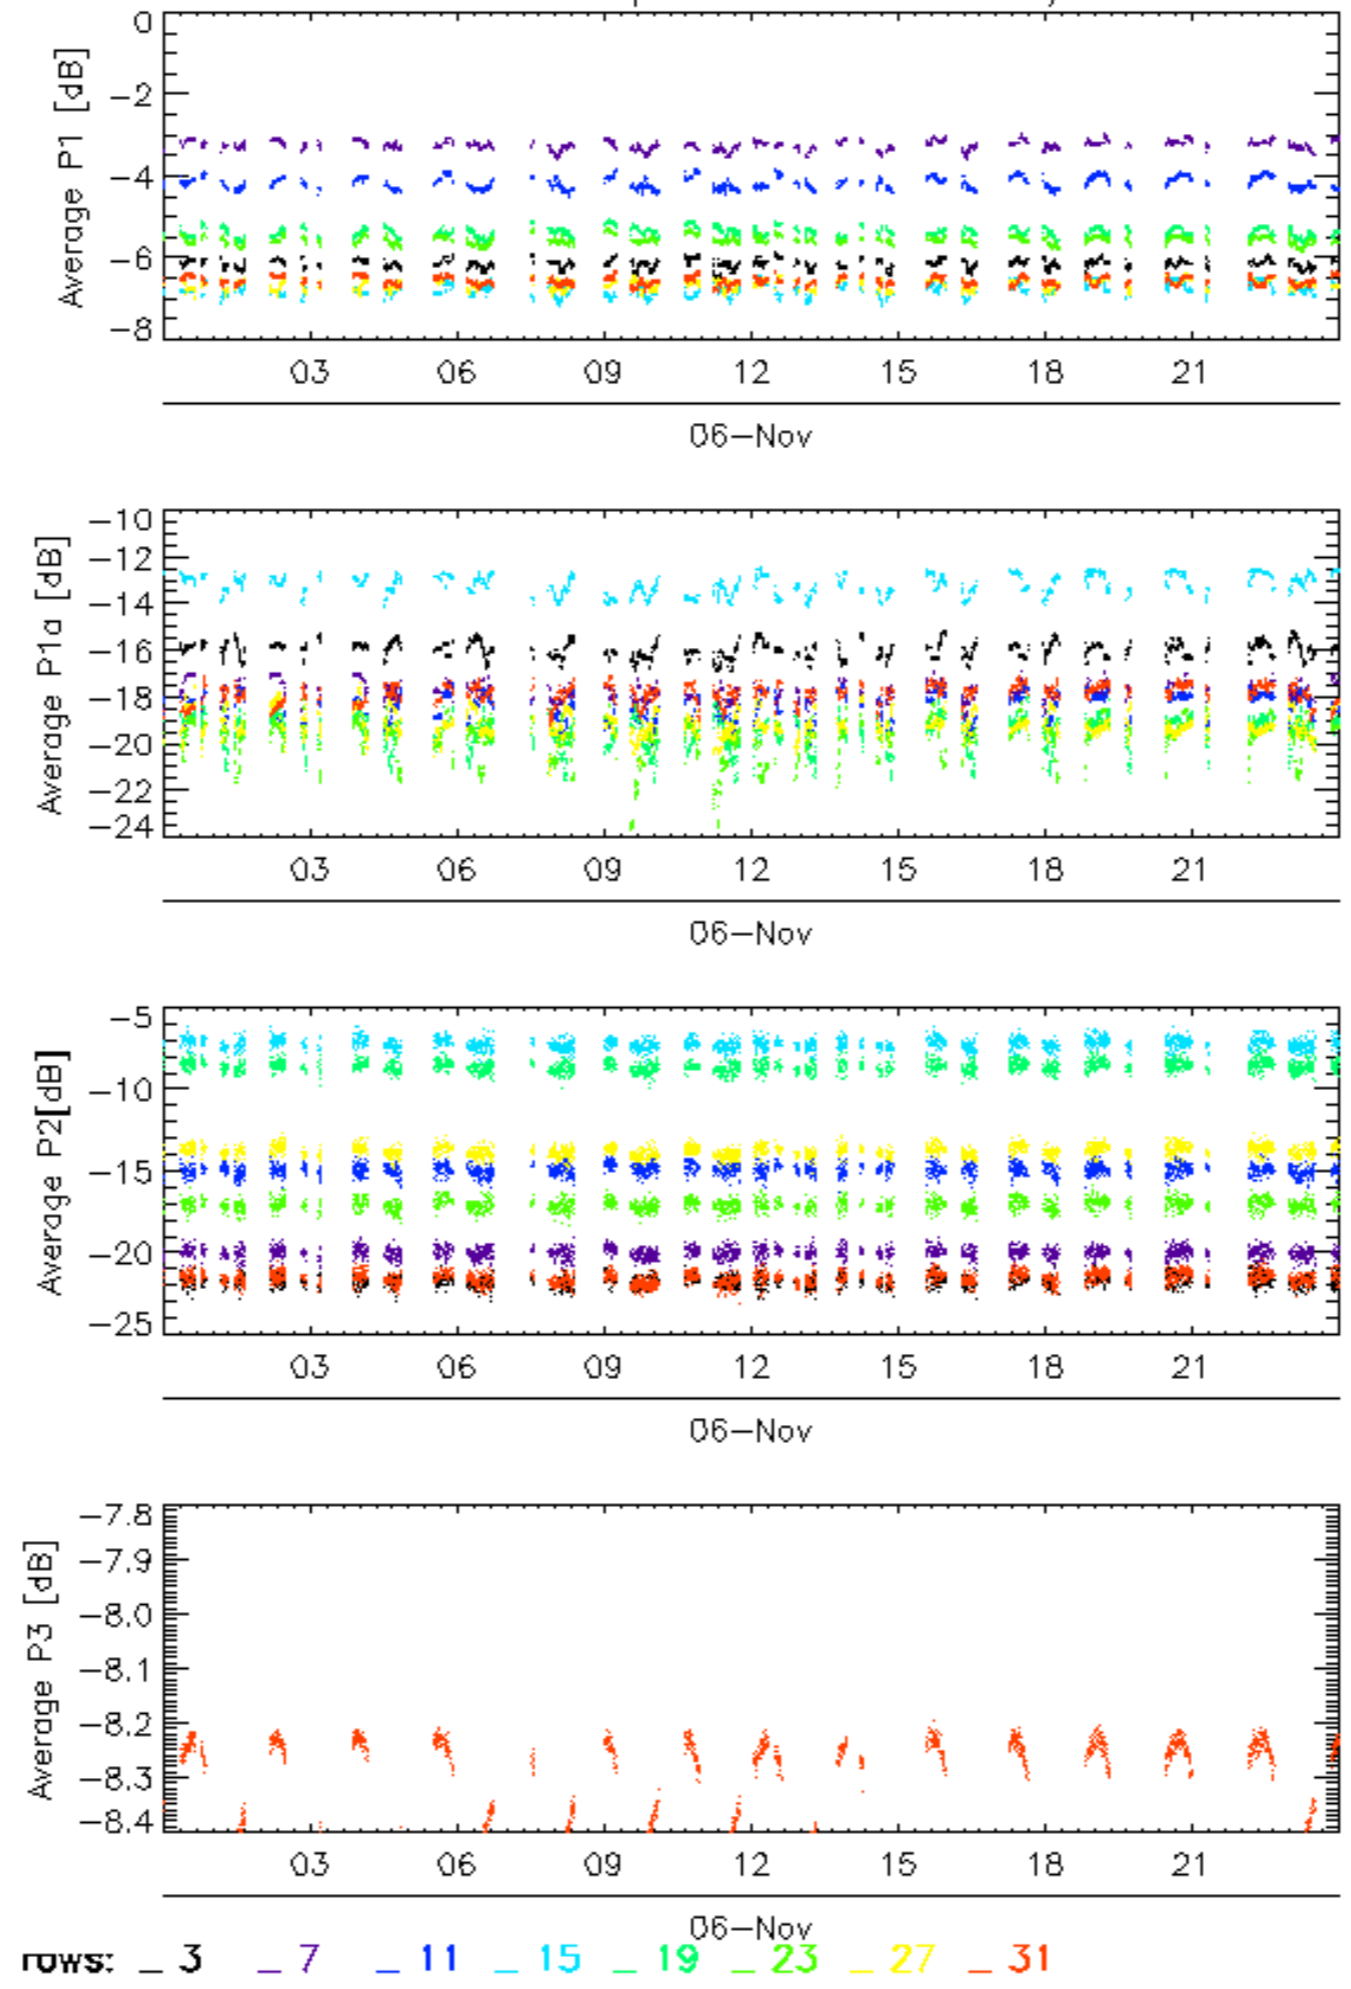 Average P1 [dB]
0
−2
−4
−6
−8
03 06 09 12 15 18 21
06−Nov
Average P1a [dB]
−10
−12
−14
−16
−18
−20
−22
−24
03 06 09 12 15 18 21
06−Nov
Average P2[dB]
−5
−10
−15
−20
−25
03 06 09 12 15 18 21
06−Nov
Average P3 [dB]
−7.8
−7.9
−8.0
−8.1
−8.2
−8.3
−8.4
03 06 09 12 15 18 21
06−Nov
rows: _ 3 _ 7 _ 11 _ 15 _ 19 _ 23 _ 27 _ 31